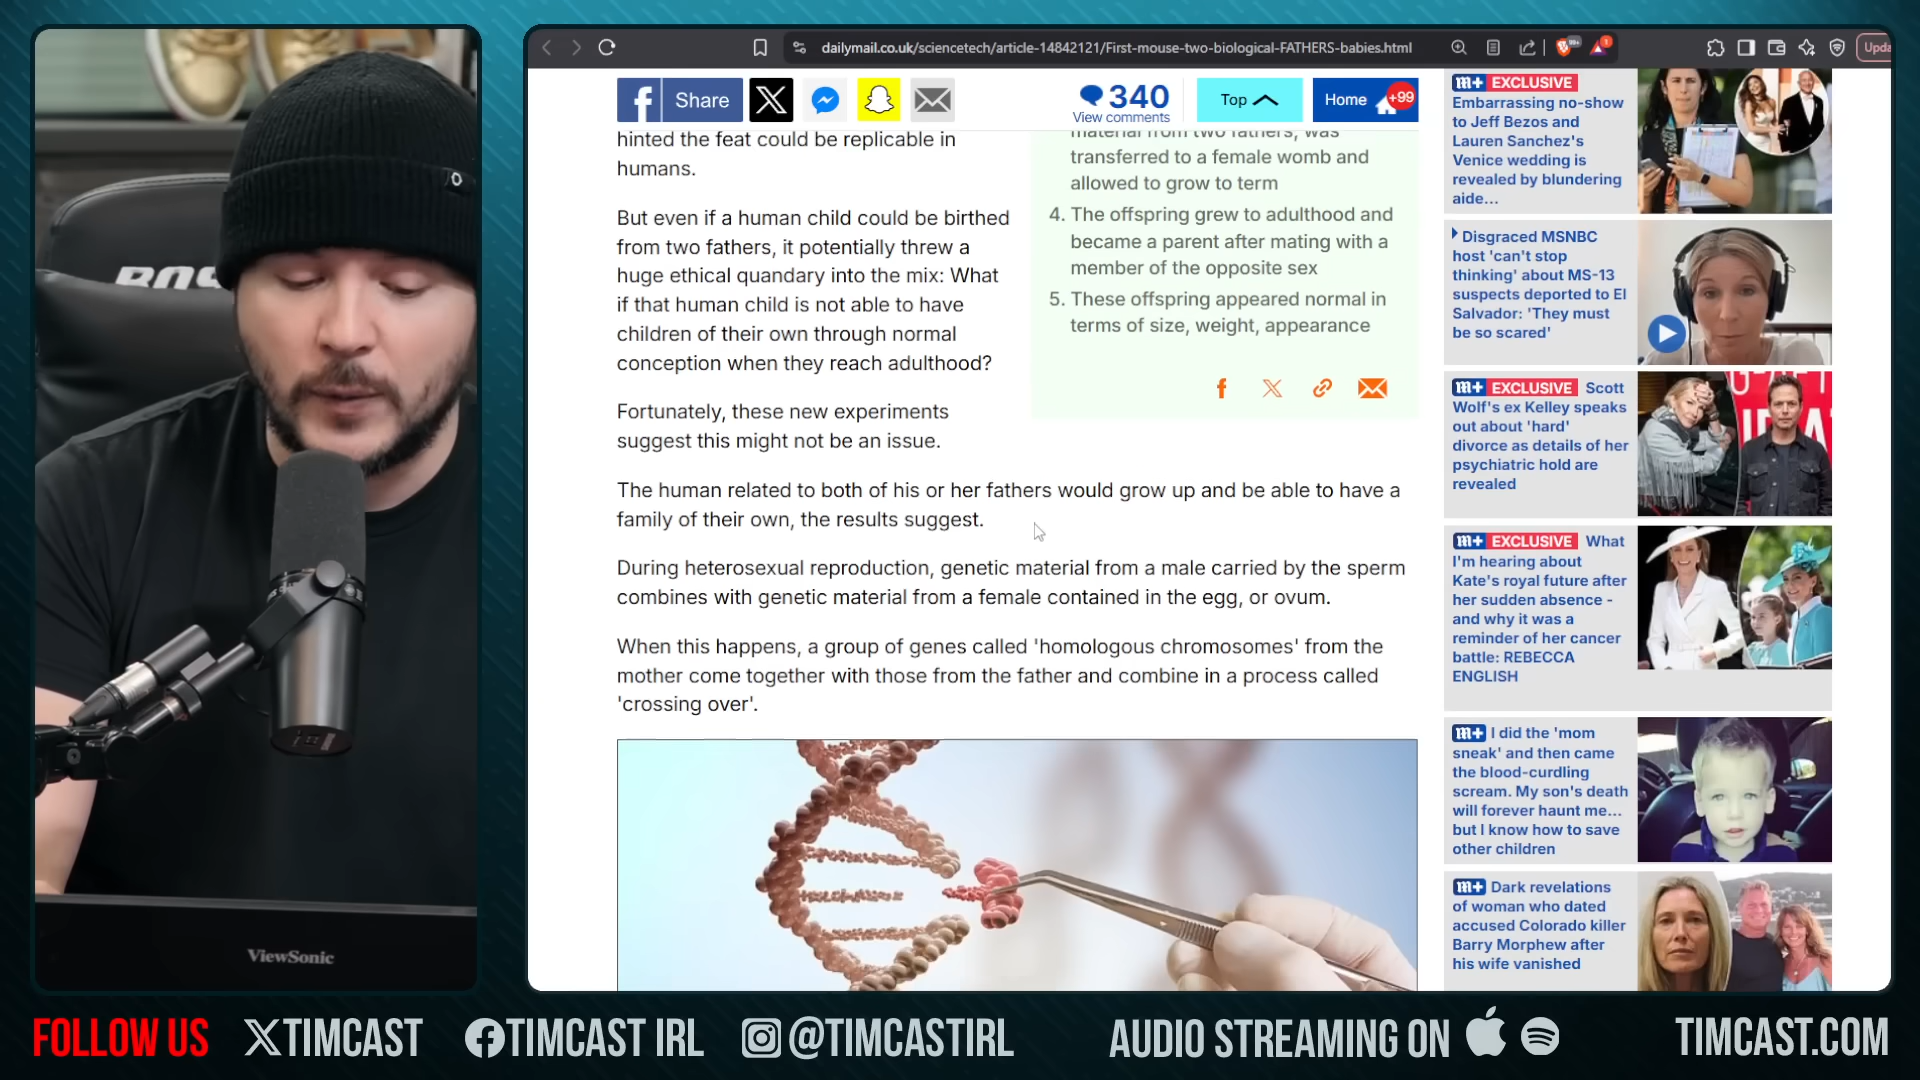 dailymail.co.uk/sciencetech/article-14842121/First-mouse-two-biological-FATHERS-babies.html
Share
340
View comments
Top
Home
+99
hinted the feat could be replicable in
humans.
But even if a human child could be birthed
from two fathers, it potentially threw a
huge ethical quandary into the mix: What
if that human child is not able to have
children of their own through normal
conception when they reach adulthood?
Fortunately, these new experiments
suggest this might not be an issue.
material from two fathers, was
transferred to a female womb and
allowed to grow to term
4. The offspring grew to adulthood and
became a parent after mating with a
member of the opposite sex
5. These offspring appeared normal in
terms of size, weight, appearance
The human related to both of his or her fathers would grow up and be able to have a
family of their own, the results suggest.
During heterosexual reproduction, genetic material from a male carried by the sperm
combines with genetic material from a female contained in the egg, or ovum.
When this happens, a group of genes called 'homologous chromosomes' from the
mother come together with those from the father and combine in a process called
'crossing over'.
m+ EXCLUSIVE
Embarrassing no-show
to Jeff Bezos and
Lauren Sanchez's
Venice wedding is
revealed by blundering
aide...
Disgraced MSNBC
host 'can't stop
thinking' about MS-13
suspects deported to El
Salvador: 'They must
be so scared'
m+ EXCLUSIVE Scott
Wolf's ex Kelley speaks
out about 'hard'
divorce as details of her
psychiatric hold are
revealed
m+ EXCLUSIVE What
I'm hearing about
Kate's royal future after
her sudden absence -
and why it was a
reminder of her cancer
battle: REBECCA
ENGLISH
m+ I did the 'mom
sneak' and then came
the blood-curdling
scream. My son's death
will forever haunt me...
but I know how to save
other children
m+ Dark revelations
of woman who dated
accused Colorado killer
Barry Morphew after
his wife vanished
ViewSonic
FOLLOW US
XTIMCAST
TIMCAST IRL
@TIMCASTIRL
AUDIO STREAMING ON
TIMCAST.COM